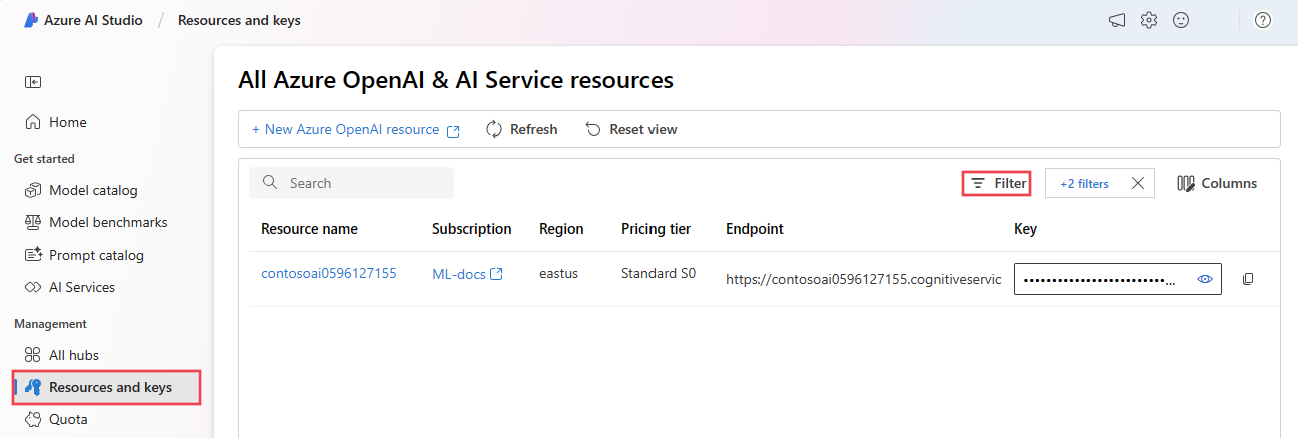 Azure AI Studio / Resources and keys
All Azure OpenAI & AI Service resources
Home
+ New Azure OpenAI resource Refresh Reset view
Get started
Model catalog
Model benchmarks
Prompt catalog
AI Services
Management
All hubs
Resources and keys
Quota
Search Filter +2 filters Columns
Resource name Subscription Region Pricing tier Endpoint Key
contosoai0596127155 ML-docs eastus Standard S0 https://contosoai0596127155.cognitiveservic ••••••••••••••••••••••••••...